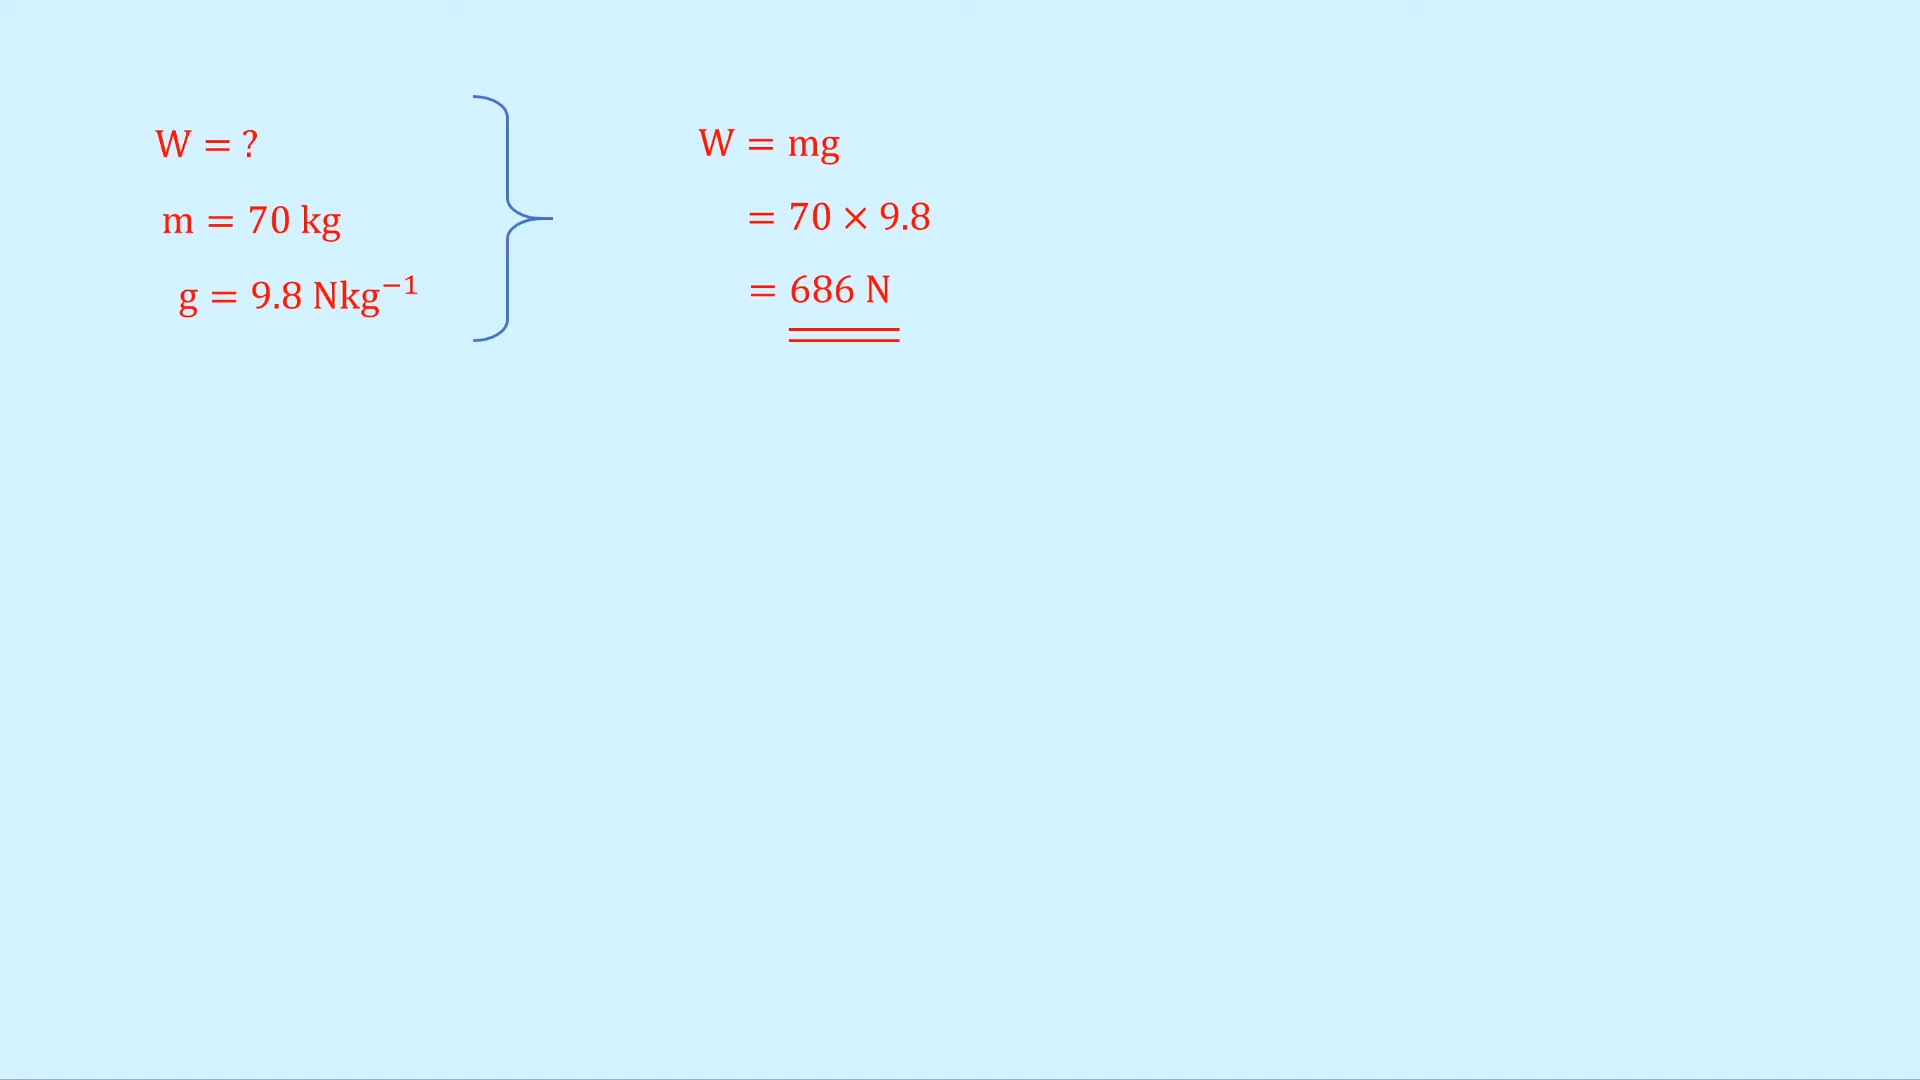 W = ?
m = 70 kg
g = 9.8 Nkg⁻¹
W = mg
= 70 × 9.8
= 686 N